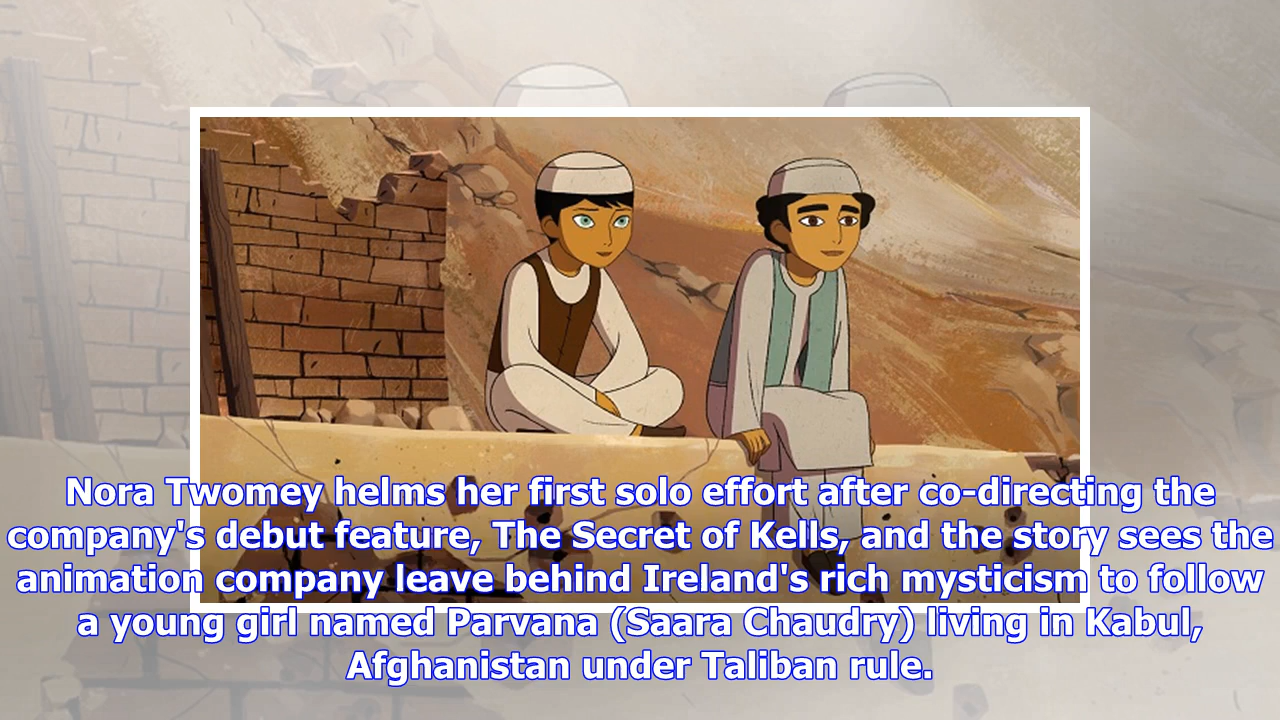 Nora Twomey helms her first solo effort after co-directing the
company's debut feature, The Secret of Kells, and the story sees the
animation company leave behind Ireland's rich mysticism to follow
a young girl named Parvana (Saara Chaudry) living in Kabul,
Afghanistan under Taliban rule.